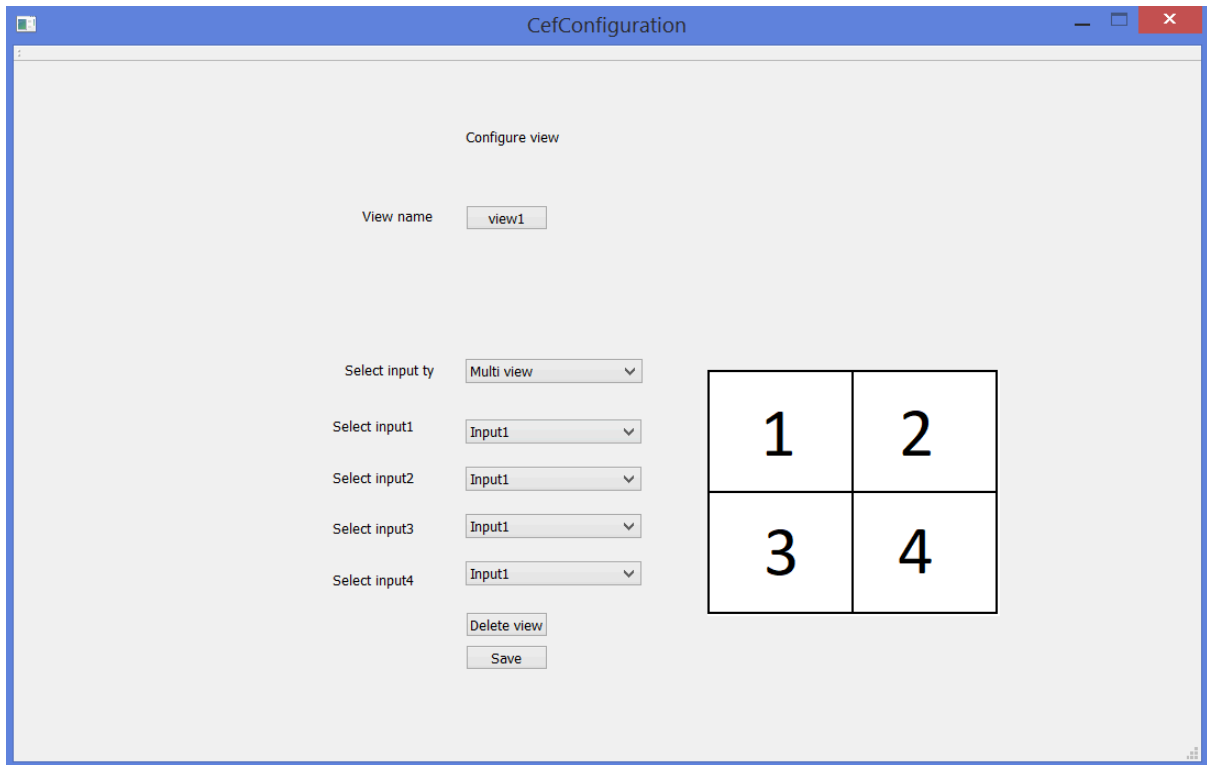 CefConfiguration
Configure view
View name view1
Select input ty Multi view
Select input1 Input1
Select input2 Input1
Select input3 Input1
Select input4 Input1
1 2
3 4
Delete view
Save